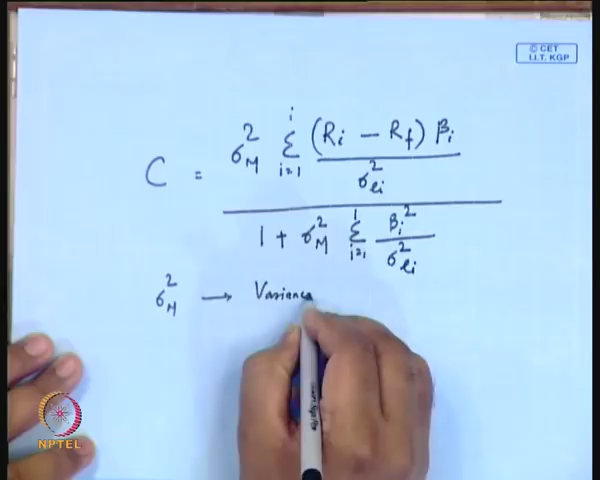 © CET
I.I.T. KGP
C = σ_M^2 Σ_{i=1}^{i} (R_i − R_f) β_i / σ_{ei}^2
1 + σ_M^2 Σ_{i=1}^{i} β_i^2 / σ_{ei}^2
σ_M^2 → Variance
NPTEL